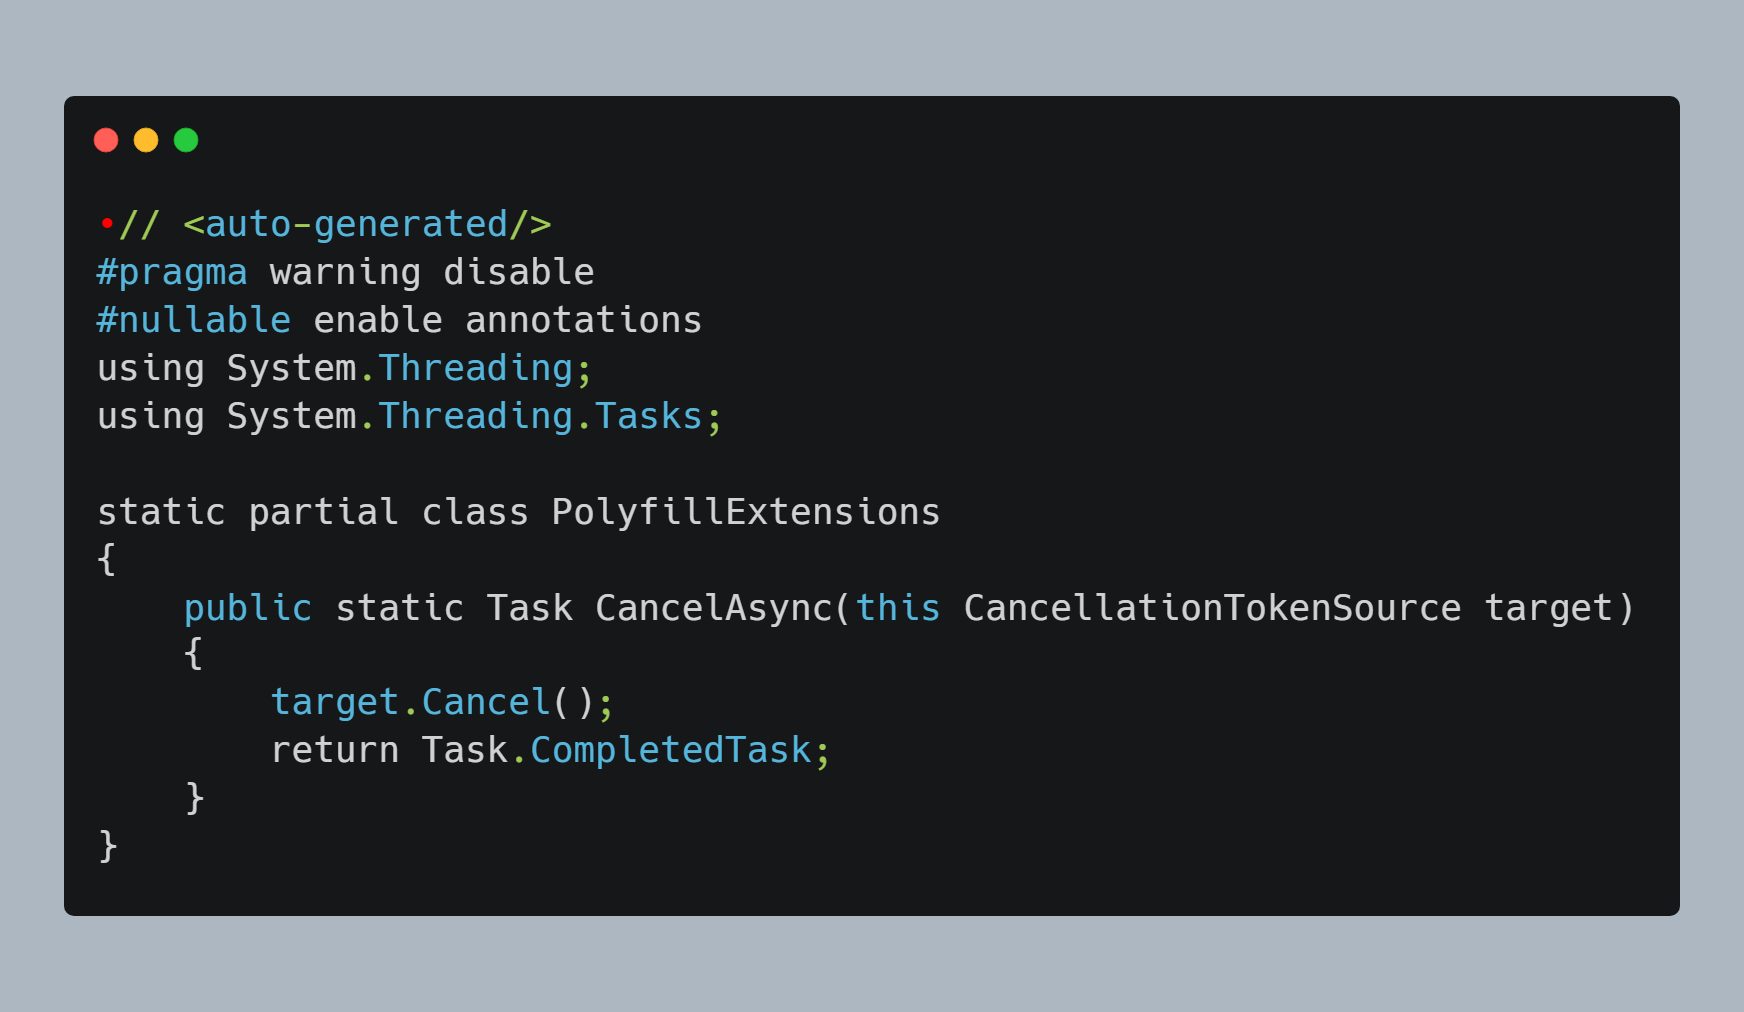 •// <auto-generated/>
#pragma warning disable
#nullable enable annotations
using System.Threading;
using System.Threading.Tasks;

static partial class PolyfillExtensions
{
    public static Task CancelAsync(this CancellationTokenSource target)
    {
        target.Cancel();
        return Task.CompletedTask;
    }
}